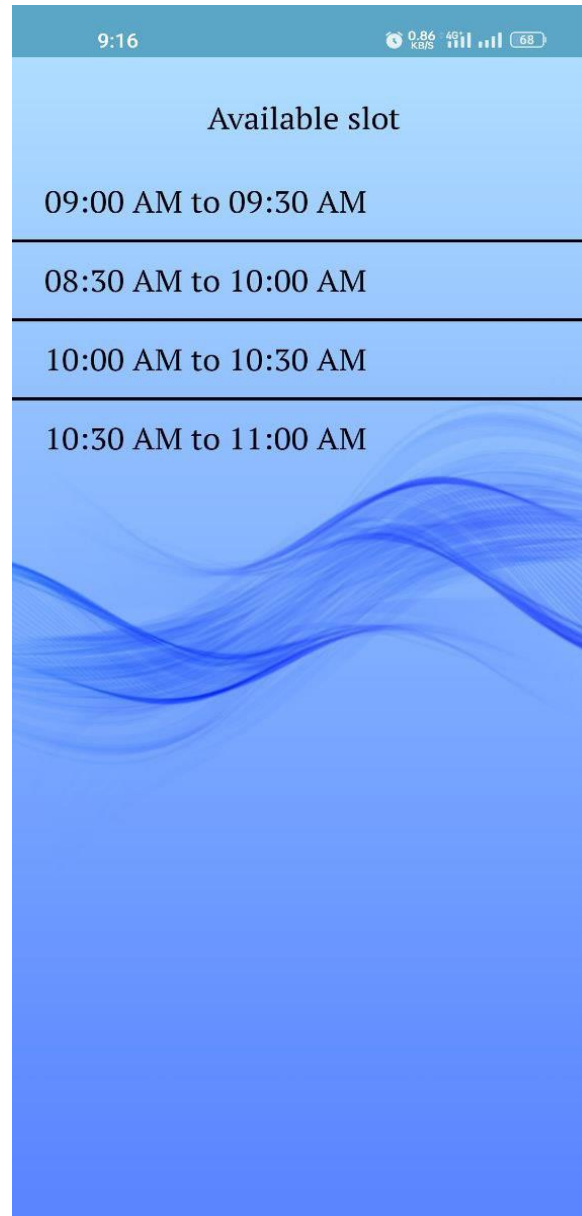 9:16 0.86 KB/S 4G+ 68
Available slot
09:00 AM to 09:30 AM
08:30 AM to 10:00 AM
10:00 AM to 10:30 AM
10:30 AM to 11:00 AM